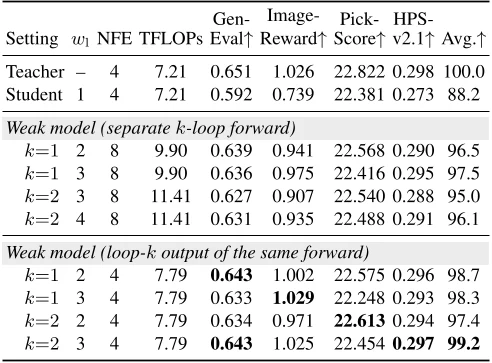 Gen- Image- Pick- HPS-
Setting w₁ NFE TFLOPs Eval↑ Reward↑ Score↑ v2.1↑ Avg.↑
Teacher – 4 7.21 0.651 1.026 22.822 0.298 100.0
Student 1 4 7.21 0.592 0.739 22.381 0.273 88.2
Weak model (separate k-loop forward)
k=1 2 8 9.90 0.639 0.941 22.568 0.290 96.5
k=1 3 8 9.90 0.636 0.975 22.416 0.295 97.5
k=2 3 8 11.41 0.627 0.907 22.540 0.288 95.0
k=2 4 8 11.41 0.631 0.935 22.488 0.291 96.1
Weak model (loop-k output of the same forward)
k=1 2 4 7.79 0.643 1.002 22.575 0.296 98.7
k=1 3 4 7.79 0.633 1.029 22.248 0.293 98.3
k=2 2 4 7.79 0.634 0.971 22.613 0.294 97.4
k=2 3 4 7.79 0.643 1.025 22.454 0.297 99.2